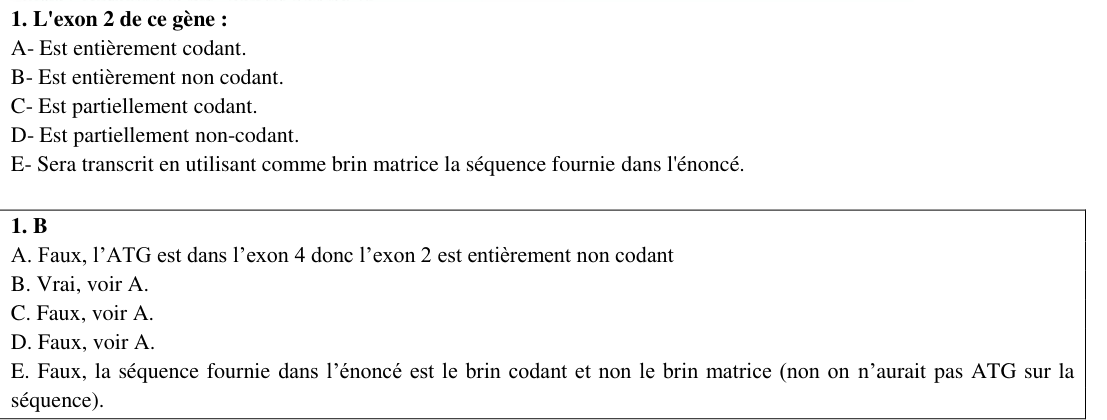 1. L'exon 2 de ce gène :
A- Est entièrement codant.
B- Est entièrement non codant.
C- Est partiellement codant.
D- Est partiellement non-codant.
E- Sera transcrit en utilisant comme brin matrice la séquence fournie dans l'énoncé.
1. B
A. Faux, l’ATG est dans l’exon 4 donc l’exon 2 est entièrement non codant
B. Vrai, voir A.
C. Faux, voir A.
D. Faux, voir A.
E. Faux, la séquence fournie dans l’énoncé est le brin codant et non le brin matrice (non on n’aurait pas ATG sur la
séquence).